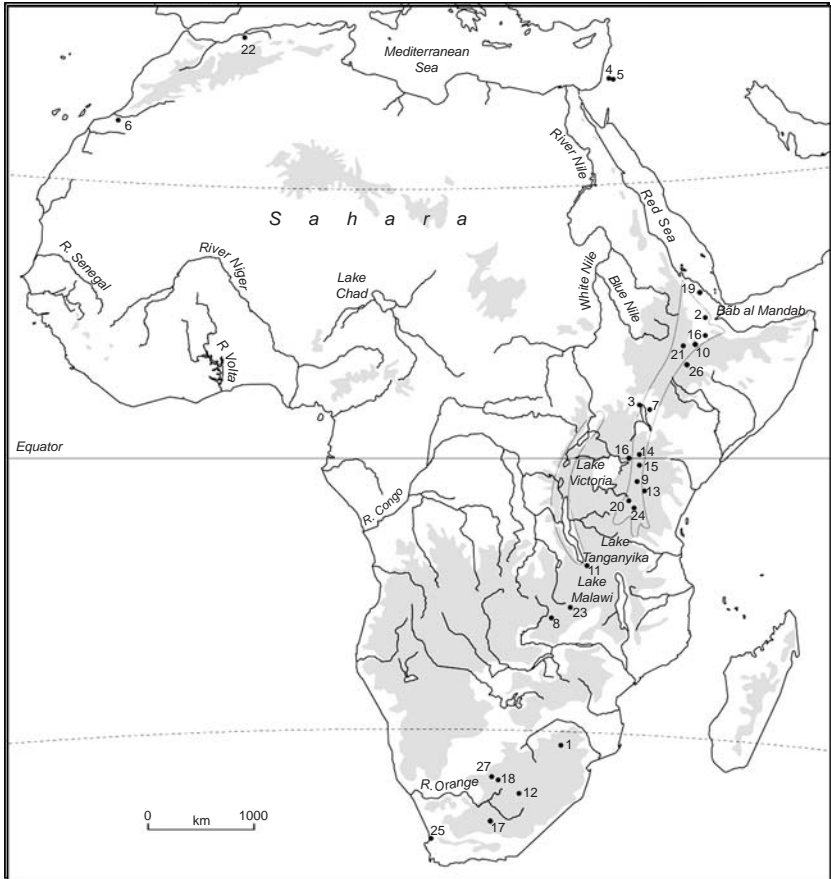 22
Mediterranean
Sea
4
5
6
River Nile
Red Sea
S a h a r a
R. Senegal
River Niger
Lake
Chad
White Nile
Blue Nile
R. Volta
19
2
Bāb al Mandab
16
21
10
26
3
7
Equator
16
14
Lake
Victoria
15
9
13
20
24
R. Congo
Lake
Tanganyika
11
Lake
Malawi
23
8
1
27
18
R. Orange
12
17
25
0
1000
km